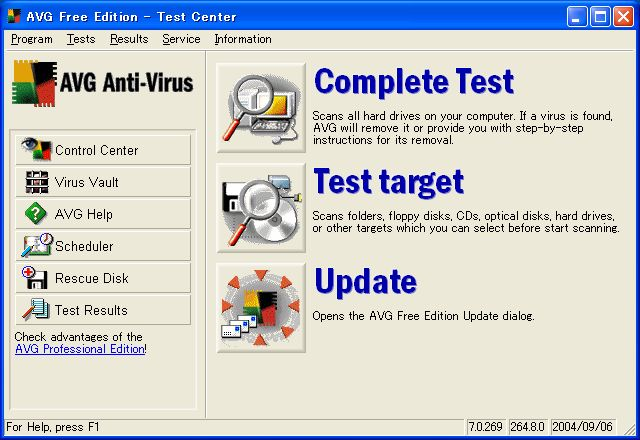 AVG Free Edition - Test Center
Program Tests Results Service Information
AVG Anti-Virus
Control Center
Virus Vault
AVG Help
Scheduler
Rescue Disk
Test Results
Check advantages of the
AVG Professional Edition!
Complete Test
Scans all hard drives on your computer. If a virus is found,
AVG will remove it or provide you with step-by-step
instructions for its removal.
Test target
Scans folders, floppy disks, CDs, optical disks, hard drives,
or other targets which you can select before start scanning.
Update
Opens the AVG Free Edition Update dialog.
For Help, press F1
7.0.269 264.8.0 2004/09/06